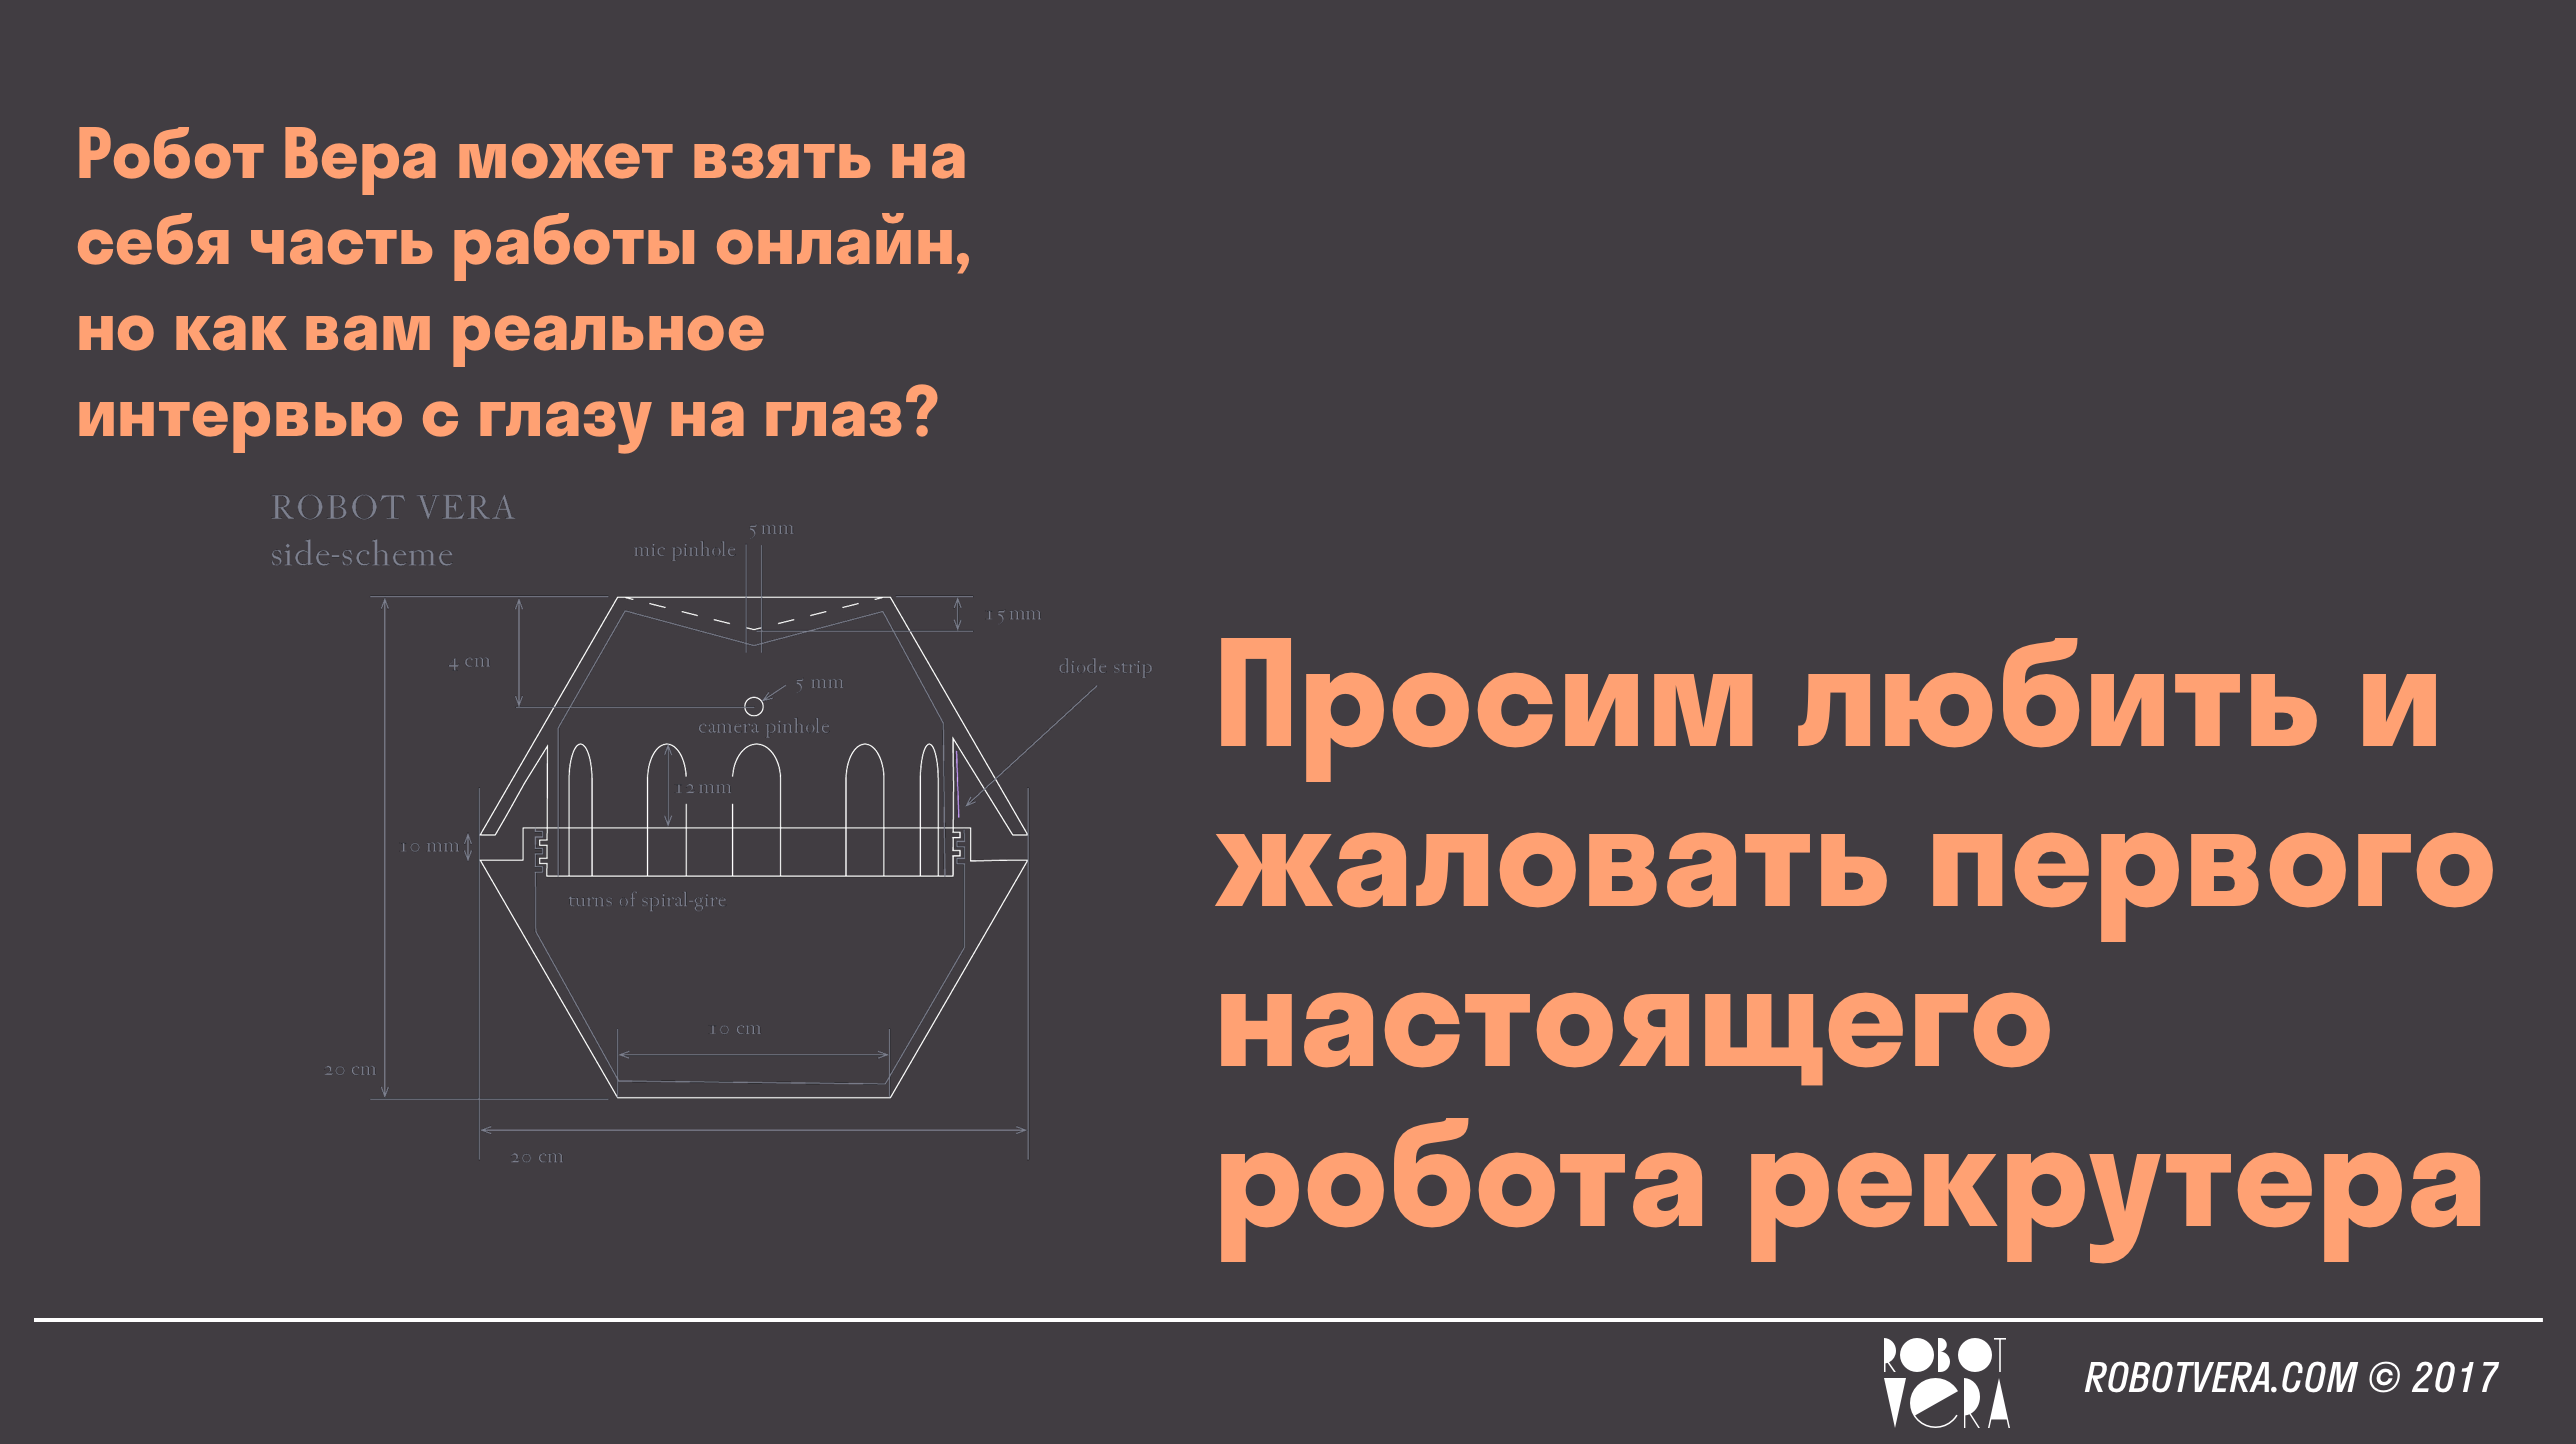 Робот Вера может взять на
себя часть работы онлайн,
но как вам реальное
интервью с глазу на глаз?
ROBOT VERA
side-scheme
5 mm
mic pinhole
15 mm
4 cm
diode strip
5 mm
camera pinhole
12 mm
10 mm
turns of spiral-gire
10 cm
20 cm
20 cm
Просим любить и
жаловать первого
настоящего
робота рекрутера
ROBOT
VERA
ROBOTVERA.COM © 2017